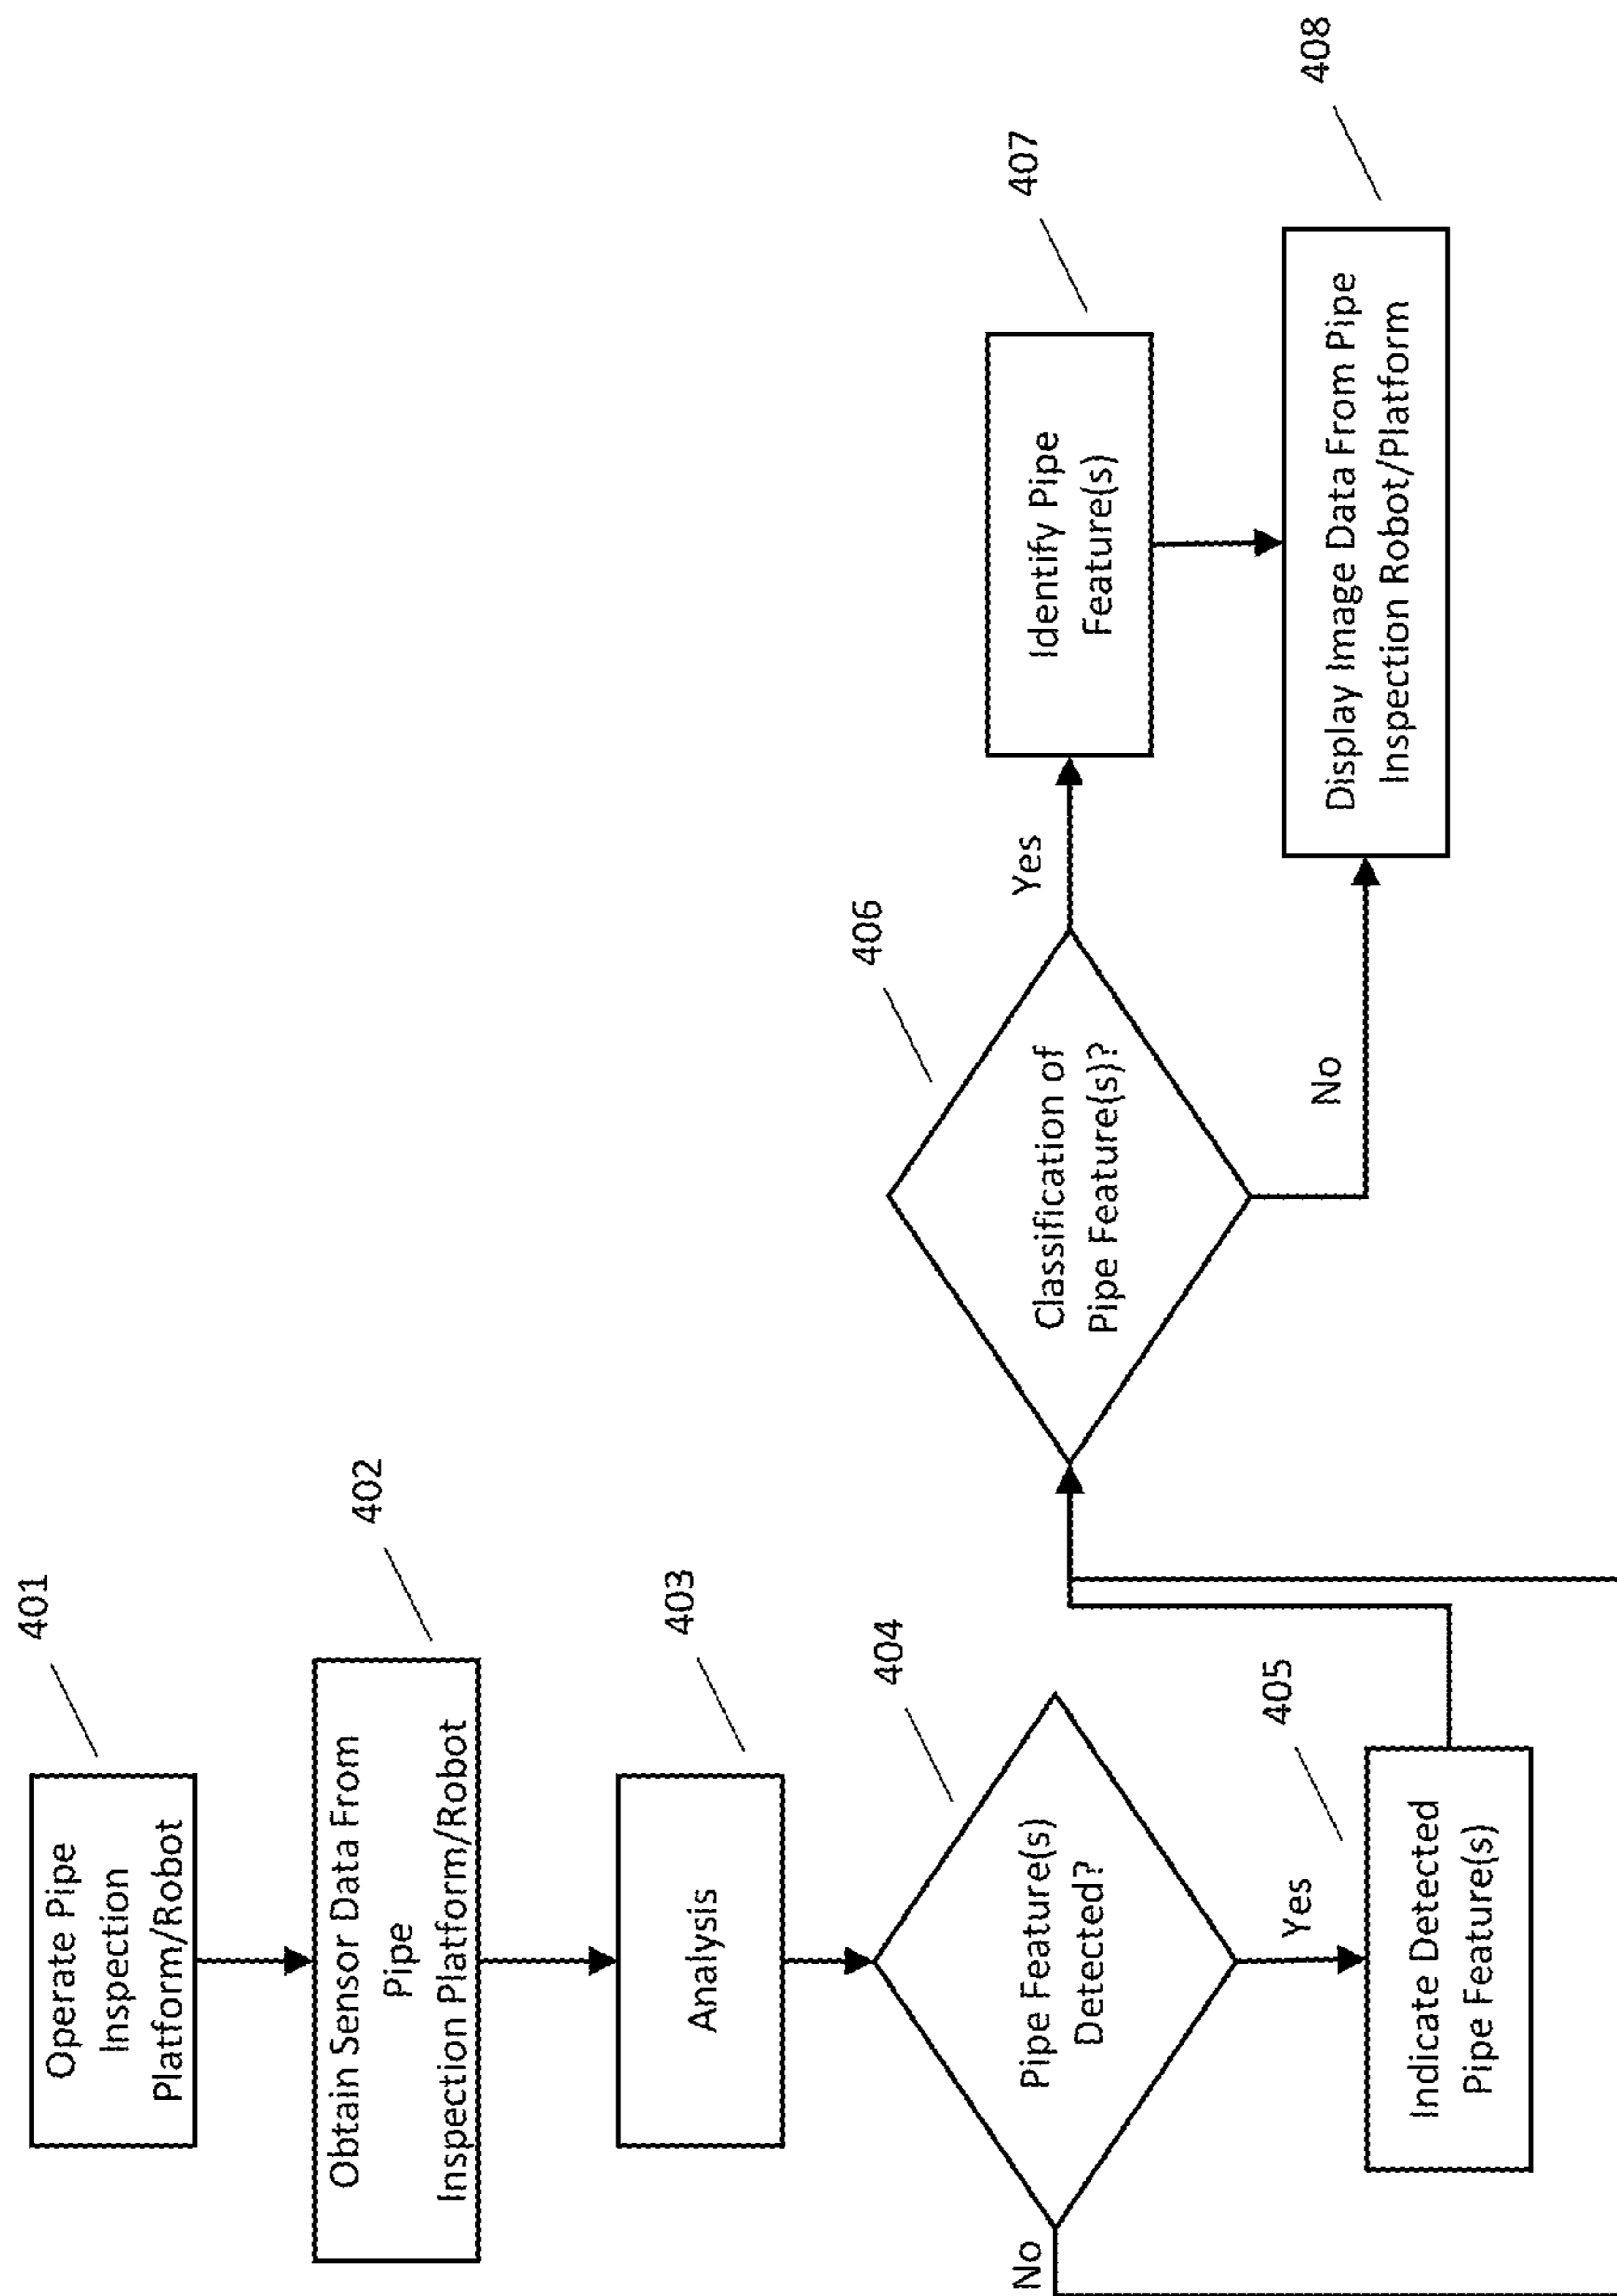 401
Operate Pipe
Inspection
Platform/Robot
402
Obtain Sensor Data From
Pipe
Inspection Platform/Robot
403
Analysis
404
Pipe Feature(s)
Detected?
No
Yes
405
Indicate Detected
Pipe Feature(s)
406
Classification of
Pipe Feature(s)?
Yes
No
407
Identify Pipe
Feature(s)
408
Display Image Data From Pipe
Inspection Robot/Platform